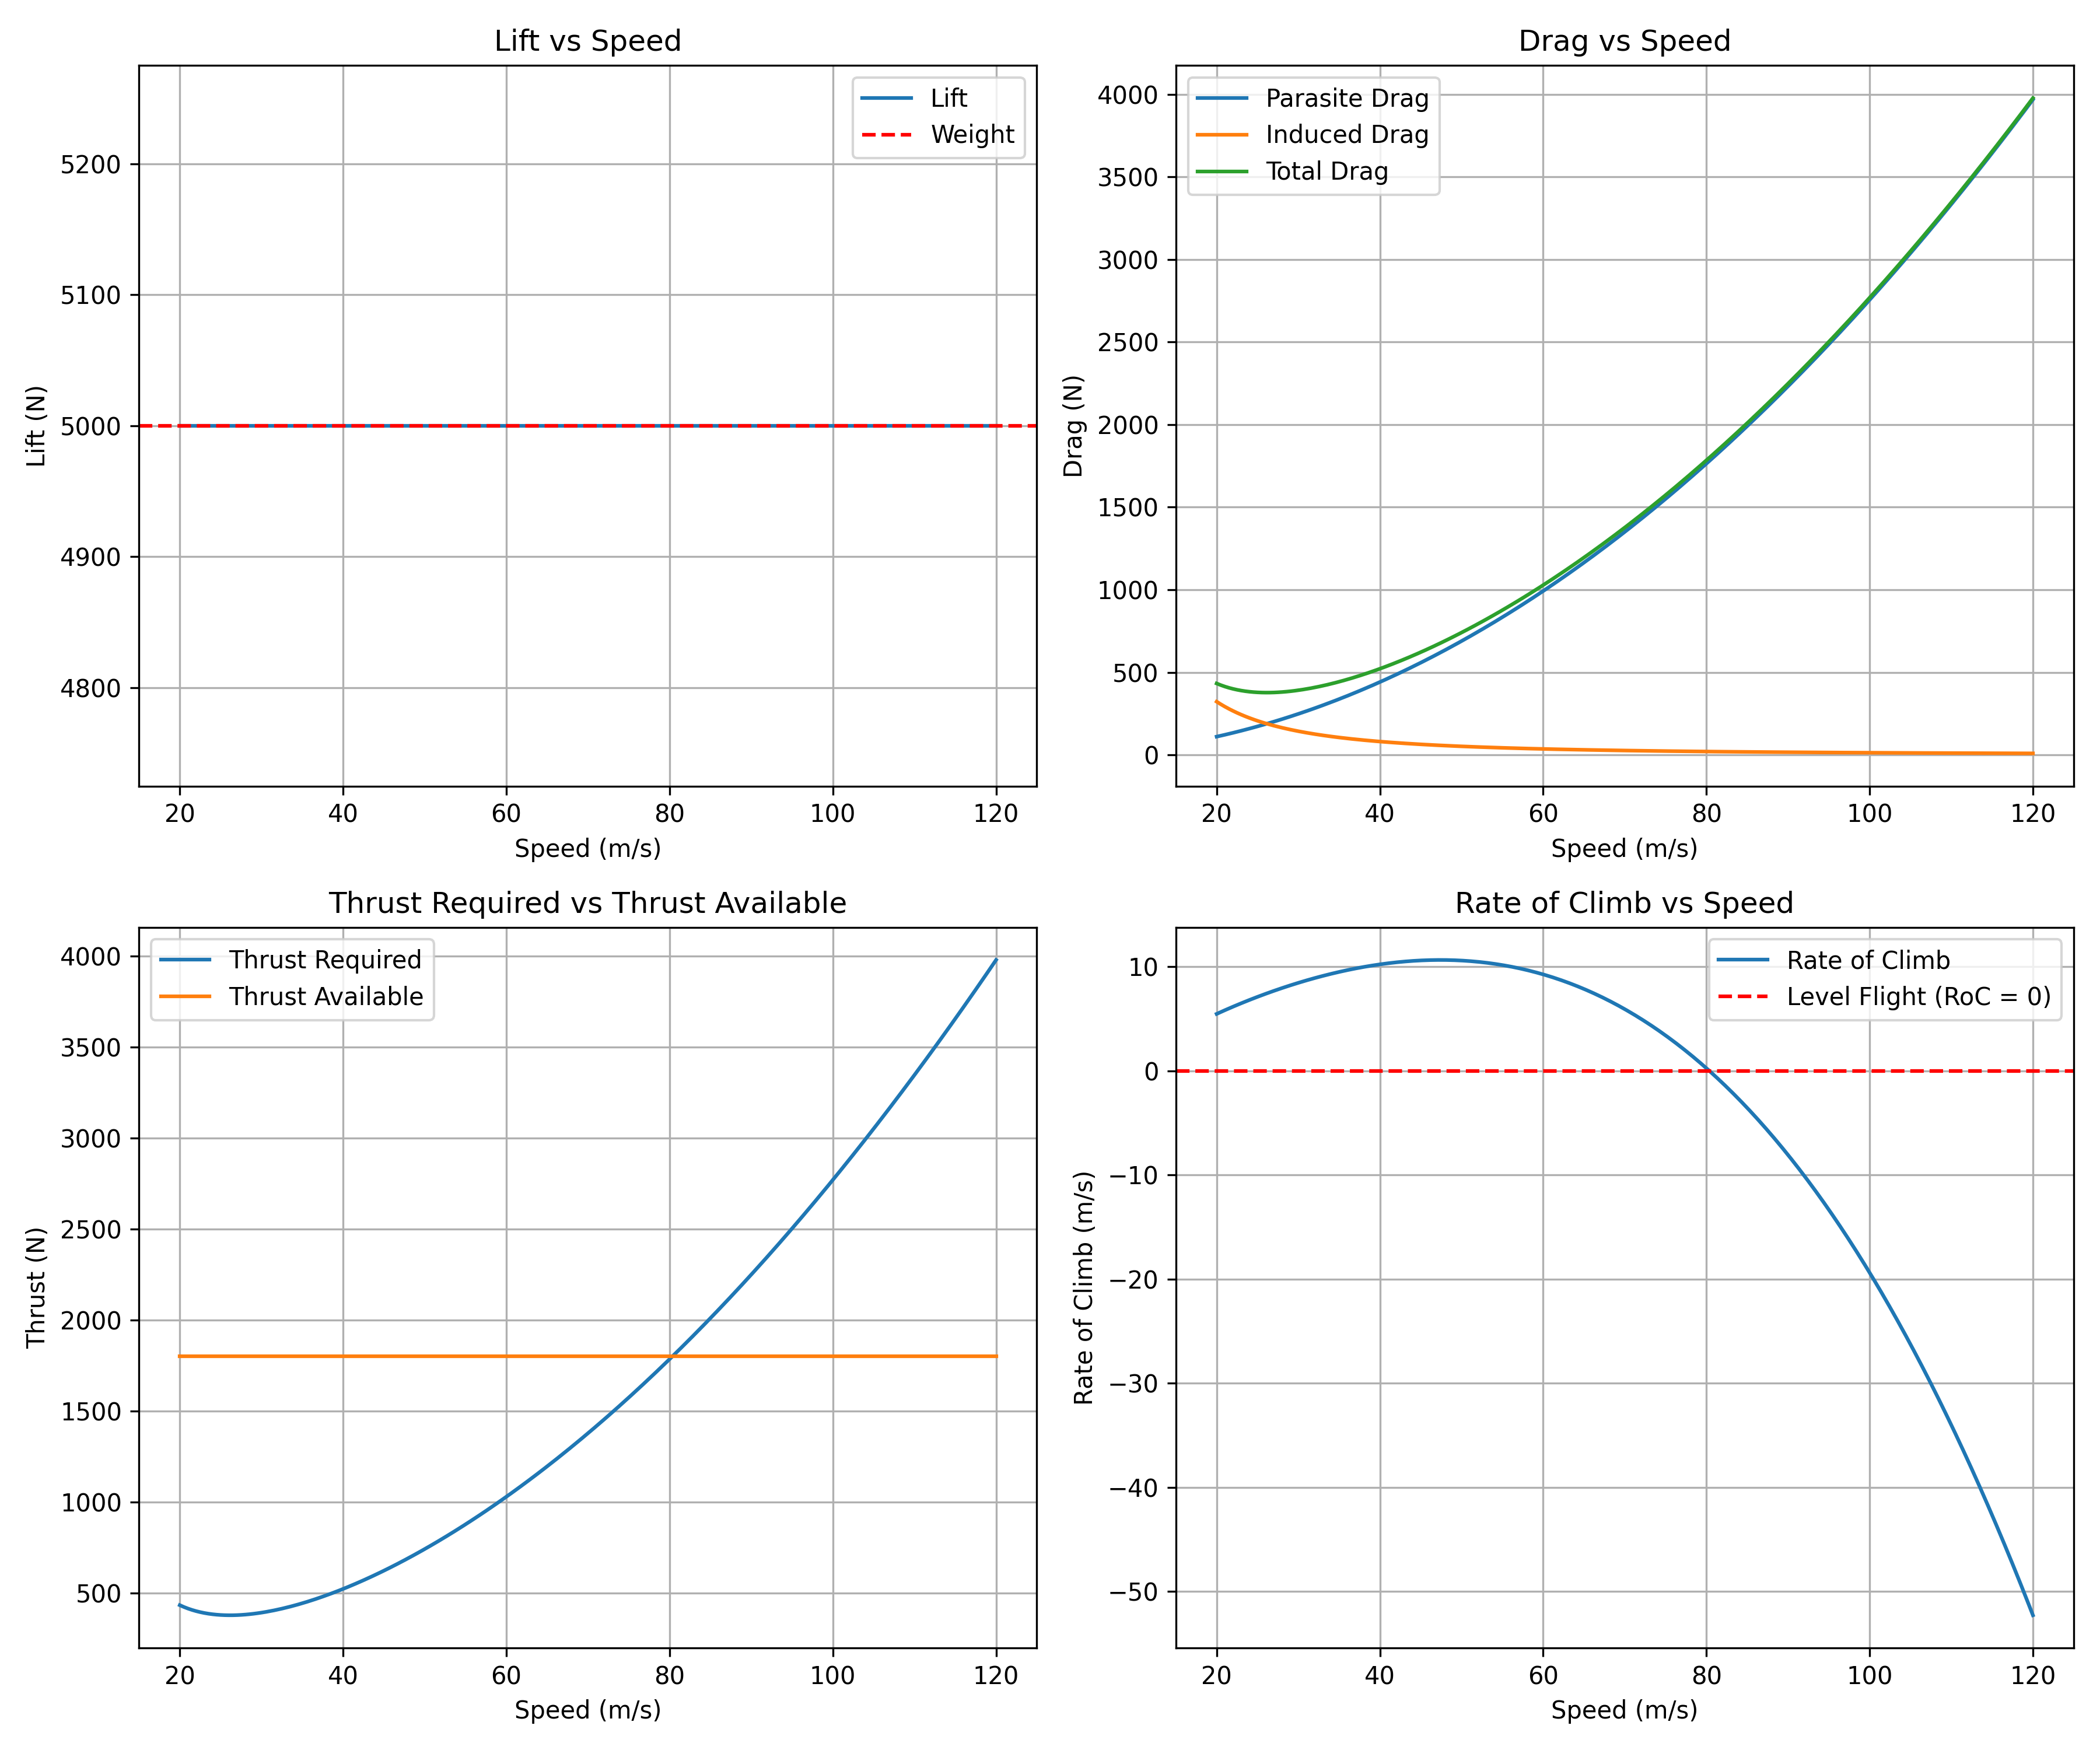 Lift vs Speed
Lift
Weight
5200
5100
5000
4900
4800
Lift (N)
20 40 60 80 100 120
Speed (m/s)
Drag vs Speed
Parasite Drag
Induced Drag
Total Drag
4000
3500
3000
2500
2000
1500
1000
500
0
Drag (N)
20 40 60 80 100 120
Speed (m/s)
Thrust Required vs Thrust Available
Thrust Required
Thrust Available
4000
3500
3000
2500
2000
1500
1000
500
Thrust (N)
20 40 60 80 100 120
Speed (m/s)
Rate of Climb vs Speed
Rate of Climb
Level Flight (RoC = 0)
10
0
−10
−20
−30
−40
−50
Rate of Climb (m/s)
20 40 60 80 100 120
Speed (m/s)